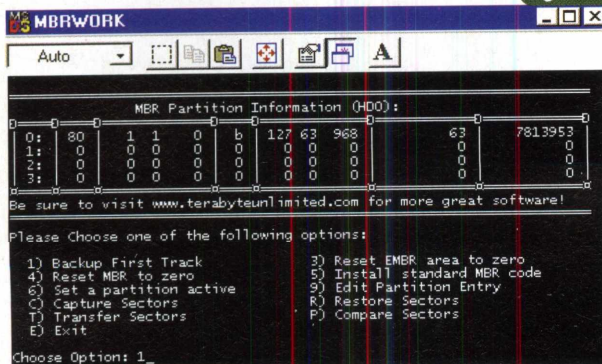 MBRWORK
Auto
A
MBR Partition Information (HD0):
0: 80 1 1 0 b 127 63 968 63 7813953
1: 0 0 0 0 0 0 0 0 0 0
2: 0 0 0 0 0 0 0 0 0 0
3: 0 0 0 0 0 0 0 0 0 0
Be sure to visit www.terabyteunlimited.com for more great software!
Please Choose one of the following options:
1) Backup First Track 3) Reset EMBR area to zero
4) Reset MBR to zero 5) Install standard MBR code
6) Set a partition active 9) Edit Partition Entry
C) Capture Sectors R) Restore Sectors
T) Transfer Sectors P) Compare Sectors
E) Exit
Choose Option: 1_